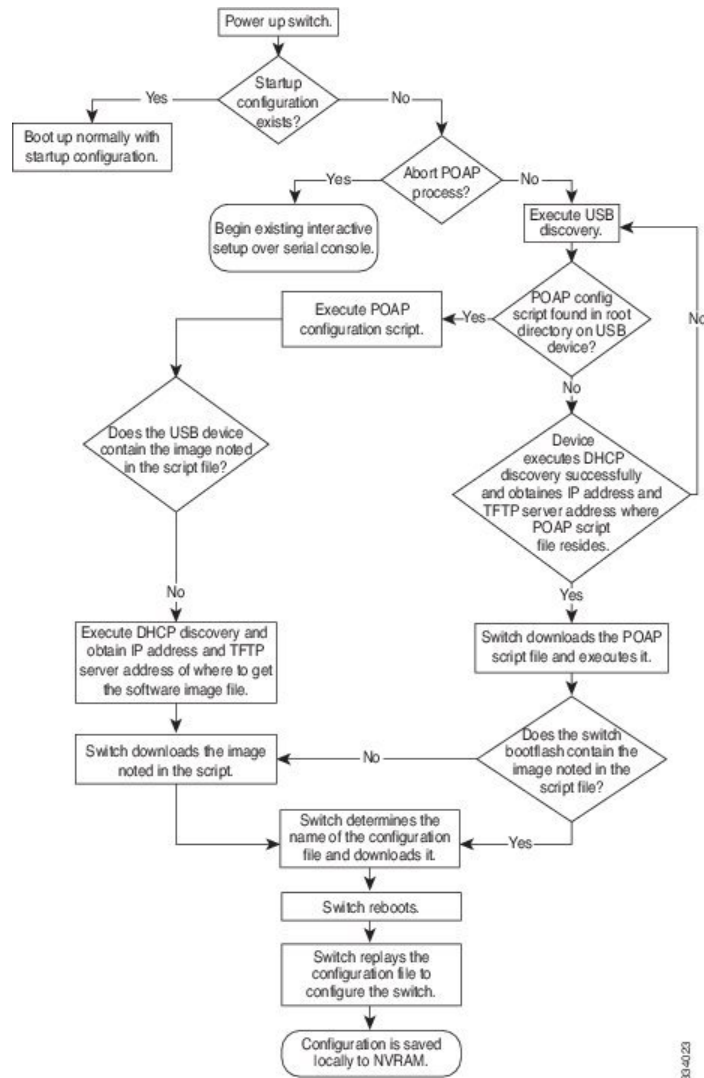 Power up switch.
Startup
configuration
exists?
Yes
No
Boot up normally with
startup configuration.
Abort POAP
process?
Yes
No
Begin existing interactive
setup over serial console.
Execute USB
discovery.
POAP config
script found in root
directory on USB
device?
Yes
No
No
Execute POAP
configuration script.
Does the USB device
contain the image noted
in the script file?
Device
executes DHCP
discovery successfully
and obtaines IP address and
TFTP server address where
POAP script
file resides.
No
Yes
Execute DHCP discovery and
obtain IP address and TFTP
server address of where to get
the software image file.
Switch downloads the POAP
script file and executes it.
Switch downloads the image
noted in the script.
No
Does the switch
bootflash contain the
image noted in the
script file?
Yes
Switch determines the
name of the configuration
file and downloads it.
Switch reboots.
Switch replays the
configuration file to
configure the switch.
Configuration is saved
locally to NVRAM.
334023